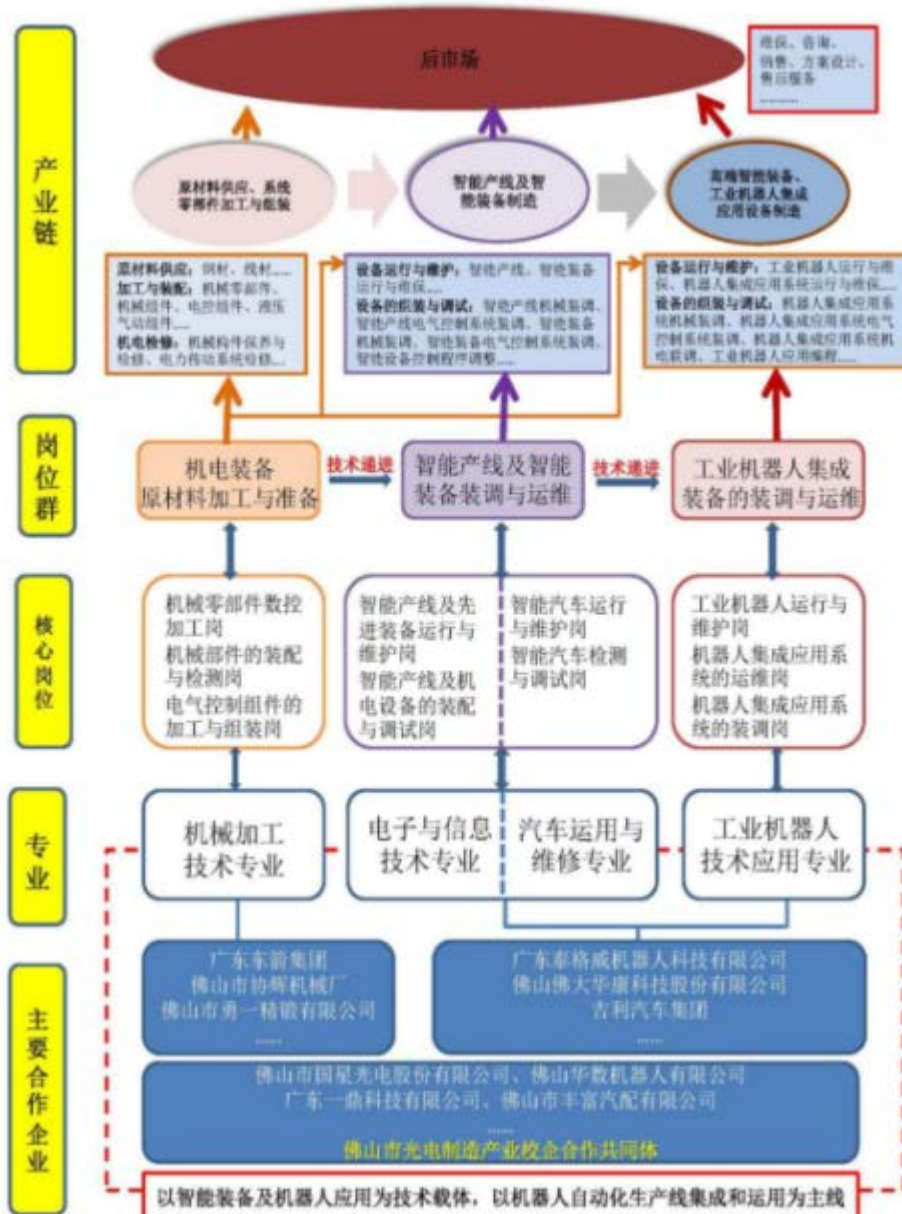 产业链
后市场
维保、咨询、
销售、方案设计、
售后服务
………
原材料供应、系统
零部件加工与组装
智能产线及智
能装备制造
高端智能装备、
工业机器人集成
应用设备制造
原材料供应：钢材、线材……
加工与装配：机械零部件、
机械组件、电控组件、液压
气动组件……
机电检修：机械构件保养与
检修、电力传动系统检修……
设备运行与维护：智能产线、智能装备
运行与维保……
设备的组装与调试：智能产线机械装调、
智能产线电气控制系统装调、智能装备
机械装调、智能装备电气控制系统装调、
智能设备控制程序调整……
设备运行与维护：工业机器人运行与维
保、机器人集成应用系统运行与维保……
设备的组装与调试：机器人集成应用系
统机械装调、机器人集成应用系统电气
控制系统装调、机器人集成应用系统机
电联调、工业机器人应用编程……
岗位群
机电装备
原材料加工与准备
技术递进
智能产线及智能
装备装调与运维
技术递进
工业机器人集成
装备的装调与运维
核心岗位
机械零部件数控
加工岗
机械部件的装配
与检测岗
电气控制组件的
加工与组装岗
智能产线及先
进装备运行与
维护岗
智能产线及机
电设备的装配
与调试岗
智能汽车运行
与维护岗
智能汽车检测
与调试岗
工业机器人运行与
维护岗
机器人集成应用系
统的运维岗
机器人集成应用系
统的装调岗
专业
机械加工
技术专业
电子与信息
技术专业
汽车运用与
维修专业
工业机器人
技术应用专业
主要合作企业
广东东箭集团
佛山市协辉机械厂
佛山市勇一精锻有限公司
……
广东泰格威机器人科技有限公司
佛山佛大华康科技股份有限公司
吉利汽车集团
……
佛山市国星光电股份有限公司、佛山华数机器人有限公司
广东一鼎科技有限公司、佛山市丰富汽配有限公司
……
佛山市光电制造产业校企合作共同体
以智能装备及机器人应用为技术载体，以机器人自动化生产线集成和运用为主线